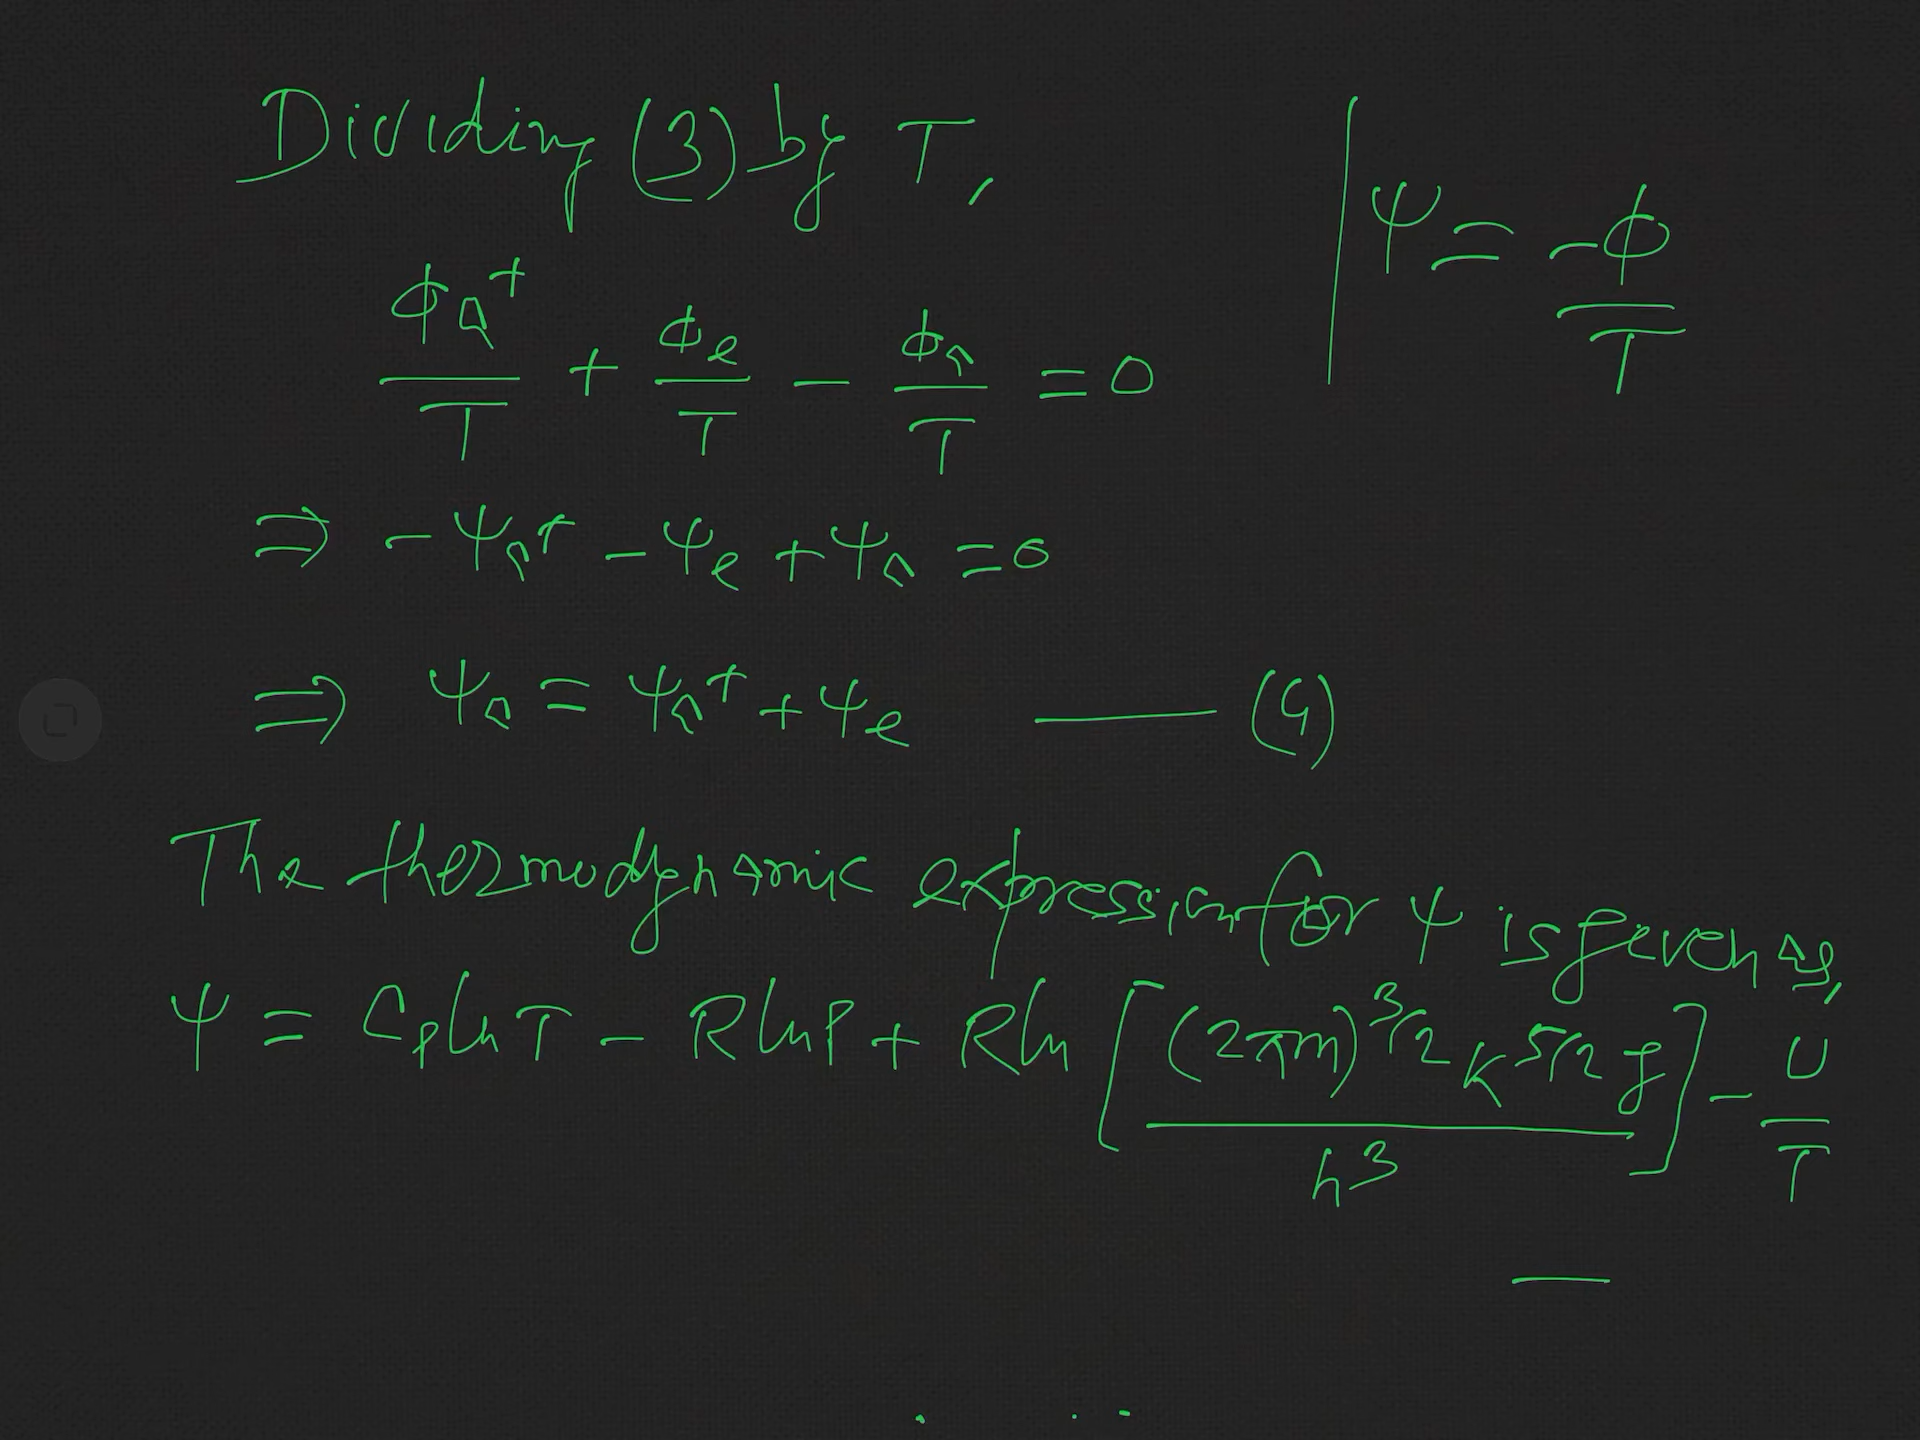 Dividing (3) by T,
ψ = -ϕ/T
ϕa⁺/T + ϕe/T - ϕa/T = 0
⇒ -ψa⁺ - ψe + ψa = 0
⇒ ψa = ψa⁺ + ψe —— (4)
The thermodynamic expression for ψ is given as,
ψ = Cp ln T - R ln P + R ln [(2πm)^3/2 K^5/2 g / h³] - U/T